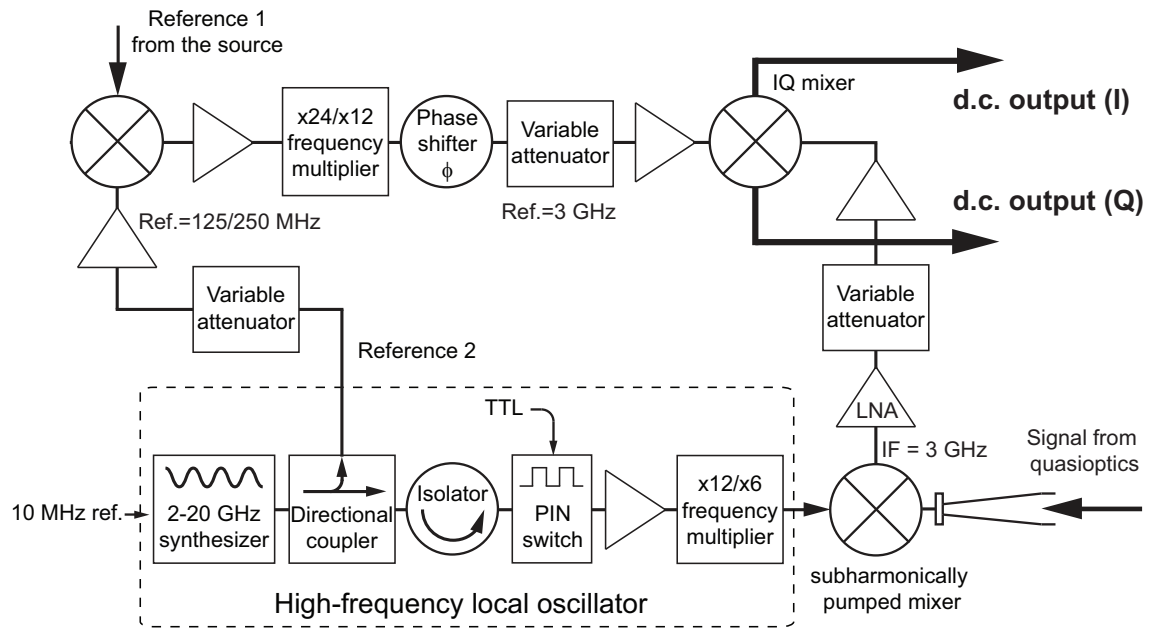 Reference 1
from the source
x24/x12
frequency
multiplier
Phase
shifter
ϕ
Variable
attenuator
IQ mixer
d.c. output (I)
d.c. output (Q)
Ref.=125/250 MHz
Ref.=3 GHz
Variable
attenuator
Variable
attenuator
Reference 2
LNA
TTL
IF = 3 GHz
Signal from
quasioptics
10 MHz ref.
2-20 GHz
synthesizer
Directional
coupler
Isolator
PIN
switch
x12/x6
frequency
multiplier
subharmonically
pumped mixer
High-frequency local oscillator